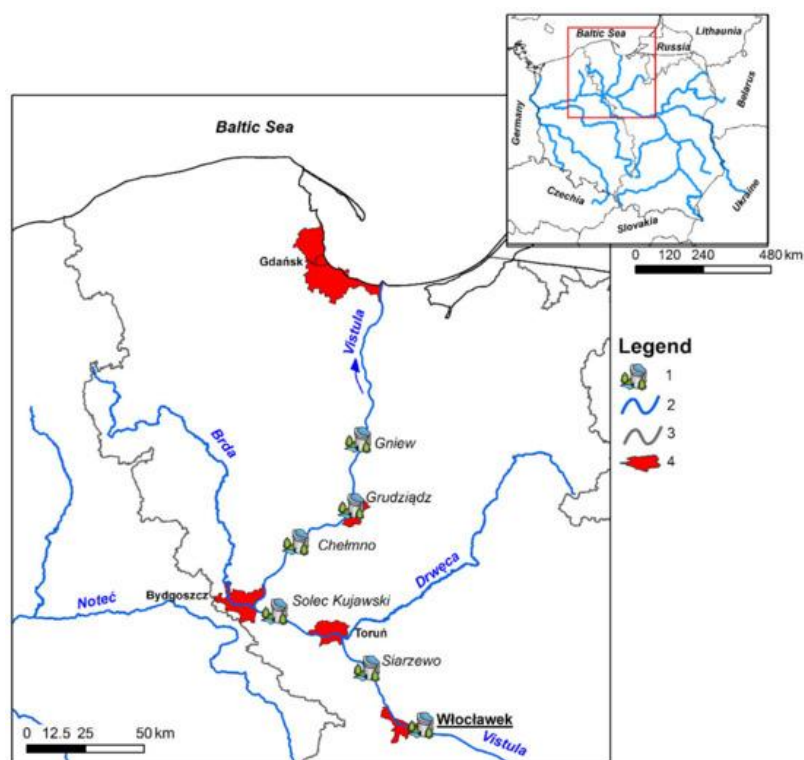 Baltic Sea
Lithaunia
Russia
Belarus
Germany
Ukraine
Czechia
Slovakia
0 120 240 480 km
Baltic Sea
Gdańsk
Vistula
Legend
1
2
3
4
Gniew
Brda
Grudziądz
Chełmno
Drwęca
Noteć
Bydgoszcz
Solec Kujawski
Toruń
Siarzewo
Włocławek
Vistula
0 12.5 25 50 km